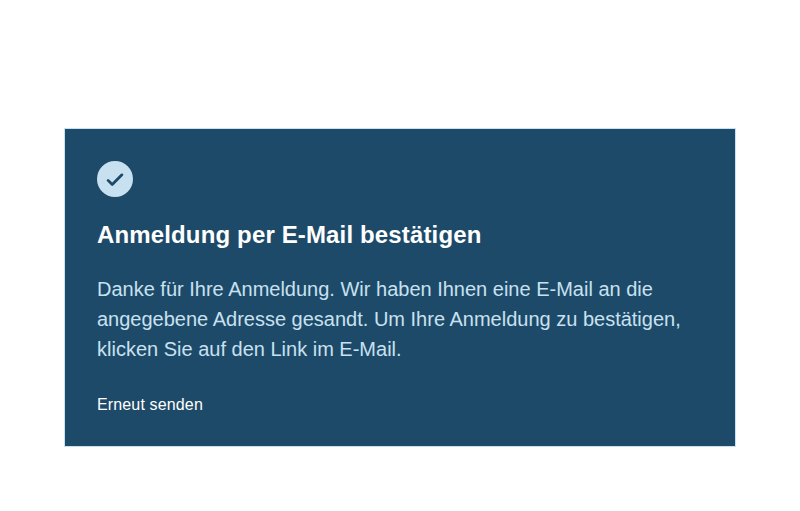 Anmeldung per E-Mail bestätigen
Danke für Ihre Anmeldung. Wir haben Ihnen eine E-Mail an die
angegebene Adresse gesandt. Um Ihre Anmeldung zu bestätigen,
klicken Sie auf den Link im E-Mail.
Erneut senden